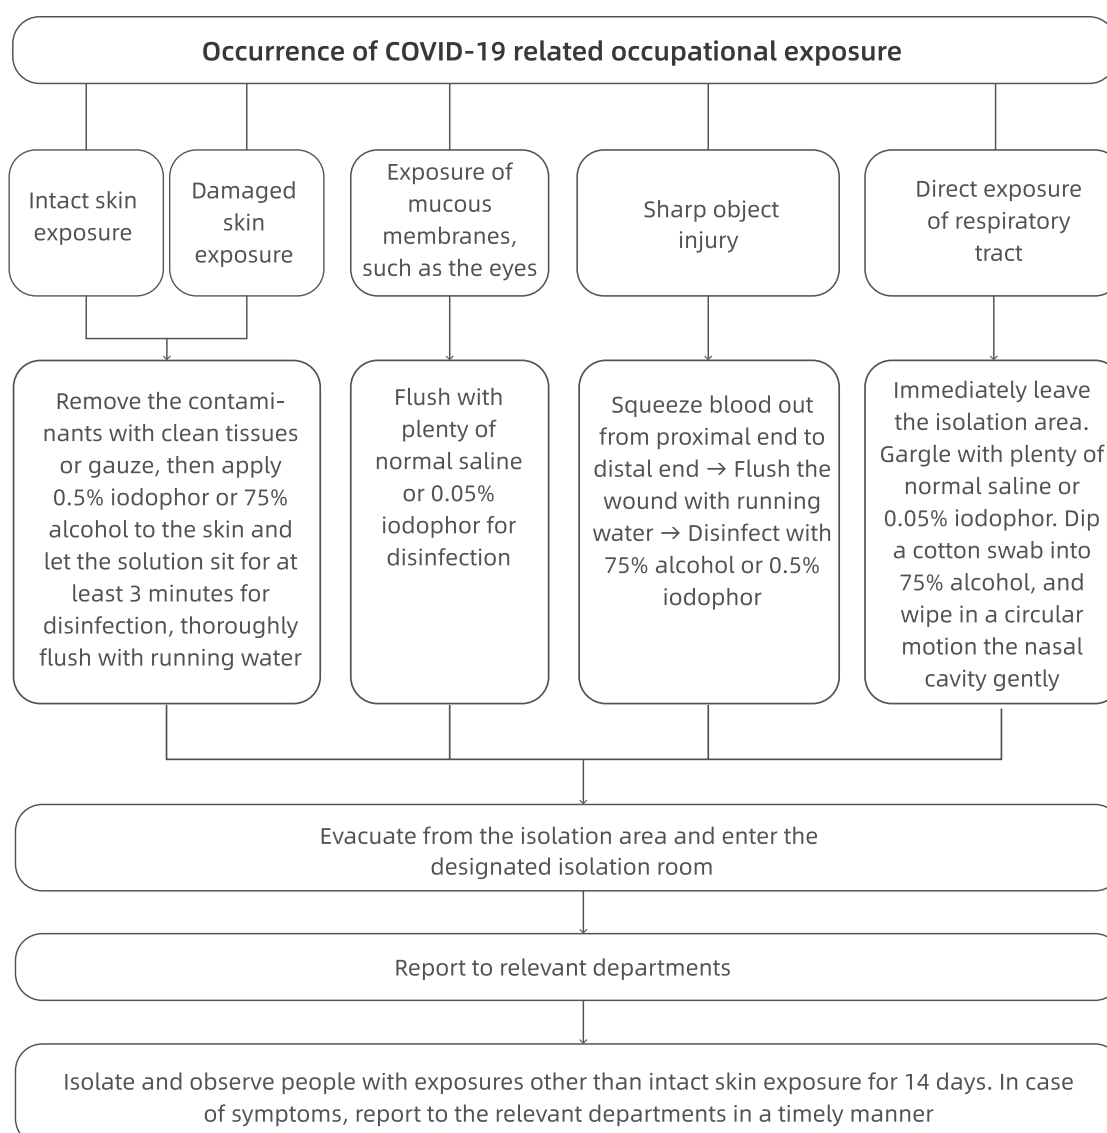 Occurrence of COVID-19 related occupational exposure
Intact skin
exposure
Damaged
skin
exposure
Exposure of
mucous
membranes,
such as the eyes
Sharp object
injury
Direct exposure
of respiratory
tract
Remove the contami-
nants with clean tissues
or gauze, then apply
0.5% iodophor or 75%
alcohol to the skin and
let the solution sit for at
least 3 minutes for
disinfection, thoroughly
flush with running water
Flush with
plenty of
normal saline
or 0.05%
iodophor for
disinfection
Squeeze blood out
from proximal end to
distal end → Flush the
wound with running
water → Disinfect with
75% alcohol or 0.5%
iodophor
Immediately leave
the isolation area.
Gargle with plenty of
normal saline or
0.05% iodophor. Dip
a cotton swab into
75% alcohol, and
wipe in a circular
motion the nasal
cavity gently
Evacuate from the isolation area and enter the
designated isolation room
Report to relevant departments
Isolate and observe people with exposures other than intact skin exposure for 14 days. In case
of symptoms, report to the relevant departments in a timely manner